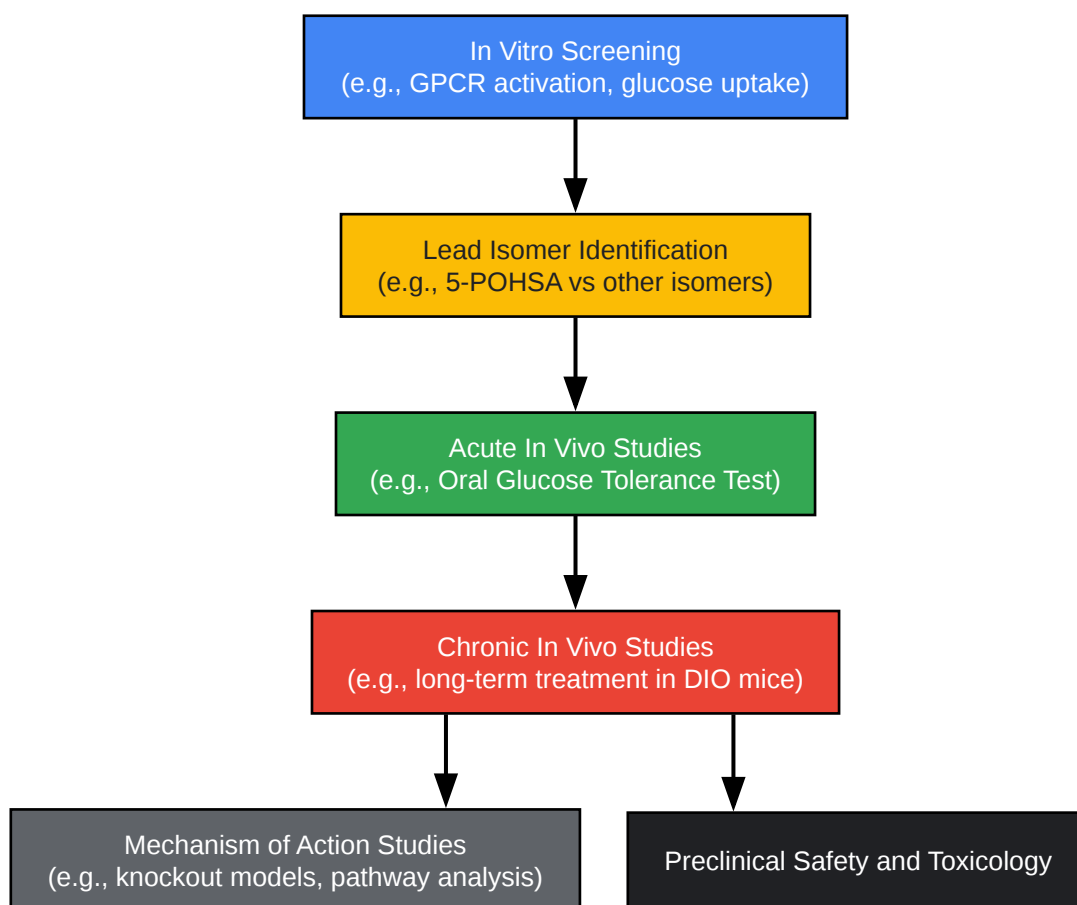 In Vitro Screening
(e.g., GPCR activation, glucose uptake)
Lead Isomer Identification
(e.g., 5-POHSA vs other isomers)
Acute In Vivo Studies
(e.g., Oral Glucose Tolerance Test)
Chronic In Vivo Studies
(e.g., long-term treatment in DIO mice)
Mechanism of Action Studies
(e.g., knockout models, pathway analysis)
Preclinical Safety and Toxicology